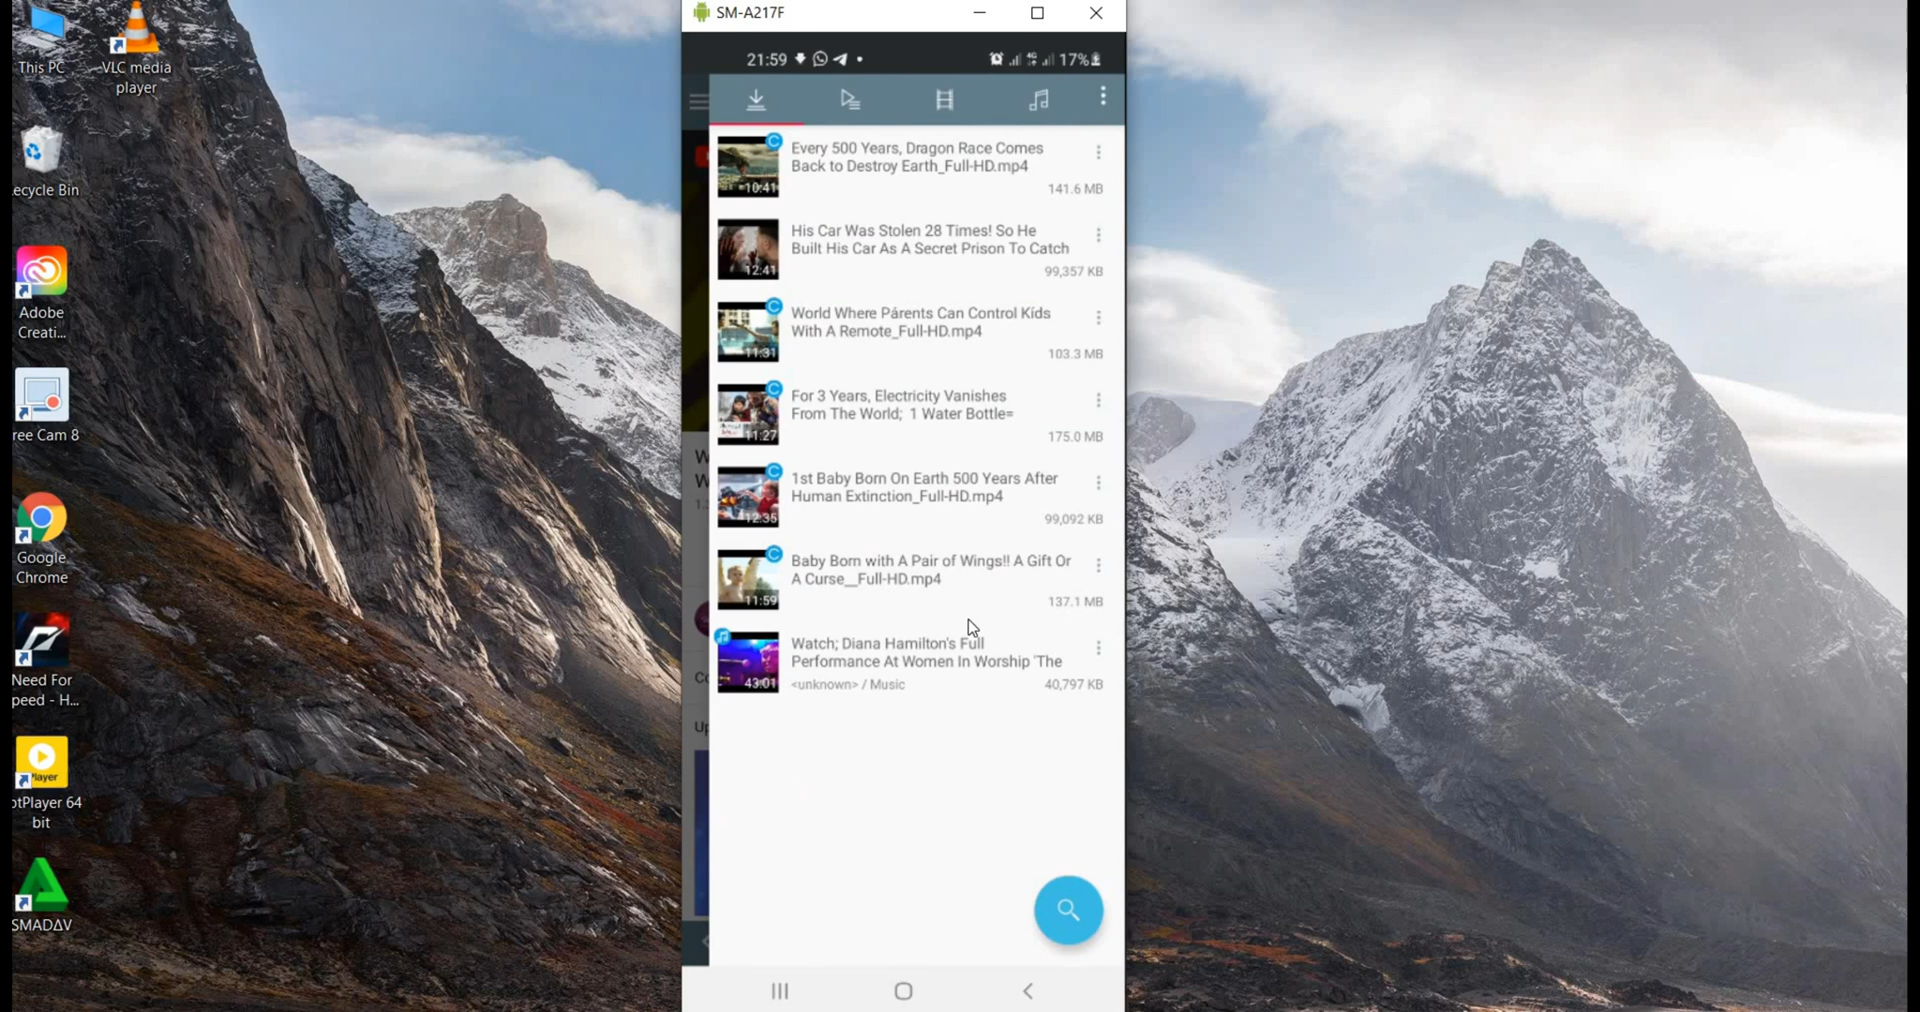 This PC
VLC media
player
ecycle Bin
Adobe
Creati...
ree Cam 8
Google
Chrome
Need For
peed - H...
Player
otPlayer 64
bit
SMADAV
SM-A217F
21:59
4G
17%
Every 500 Years, Dragon Race Comes
Back to Destroy Earth_Full-HD.mp4
10:41
141.6 MB
His Car Was Stolen 28 Times! So He
Built His Car As A Secret Prison To Catch
12:41
99,357 KB
World Where Párents Can Control Kids
With A Remote_Full-HD.mp4
11:31
103.3 MB
For 3 Years, Electricity Vanishes
From The World; 1 Water Bottle=
11:27
175.0 MB
1st Baby Born On Earth 500 Years After
Human Extinction_Full-HD.mp4
12:35
99,092 KB
Baby Born with A Pair of Wings!! A Gift Or
A Curse__Full-HD.mp4
11:59
137.1 MB
Watch; Diana Hamilton's Full
Performance At Women In Worship 'The
43:01
<unknown> / Music
40,797 KB
W
W
1.
Co
Up